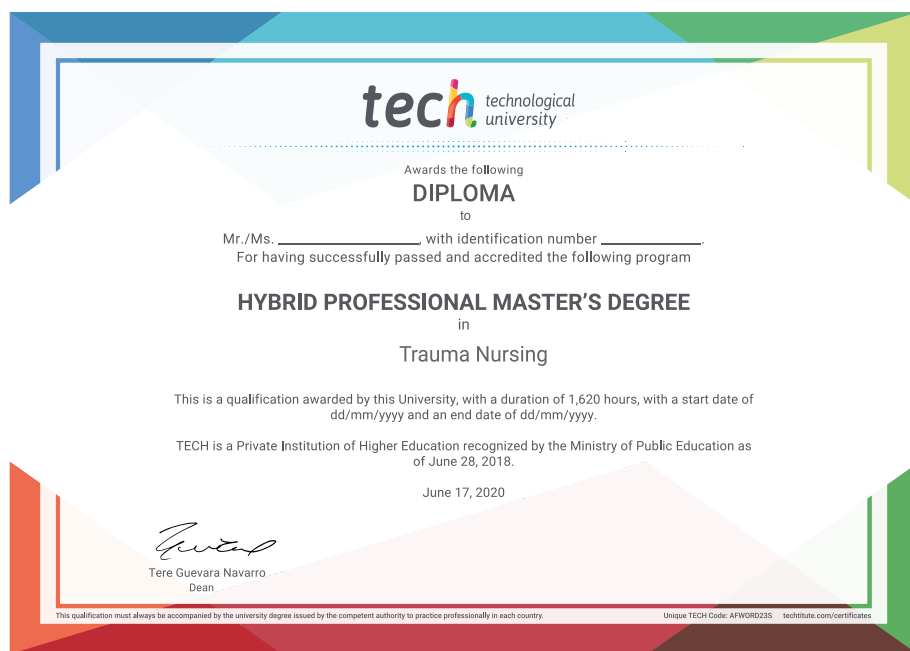 tech technological
university
Awards the following
DIPLOMA
to
Mr./Ms. ____________________, with identification number ______________.
For having successfully passed and accredited the following program
HYBRID PROFESSIONAL MASTER'S DEGREE
in
Trauma Nursing
This is a qualification awarded by this University, with a duration of 1,620 hours, with a start date of
dd/mm/yyyy and an end date of dd/mm/yyyy.
TECH is a Private Institution of Higher Education recognized by the Ministry of Public Education as
of June 28, 2018.
June 17, 2020
Tere Guevara Navarro
Dean
This qualification must always be accompanied by the university degree issued by the competent authority to practice professionally in each country.
Unique TECH Code: AFWORD23S techtitute.com/certificates